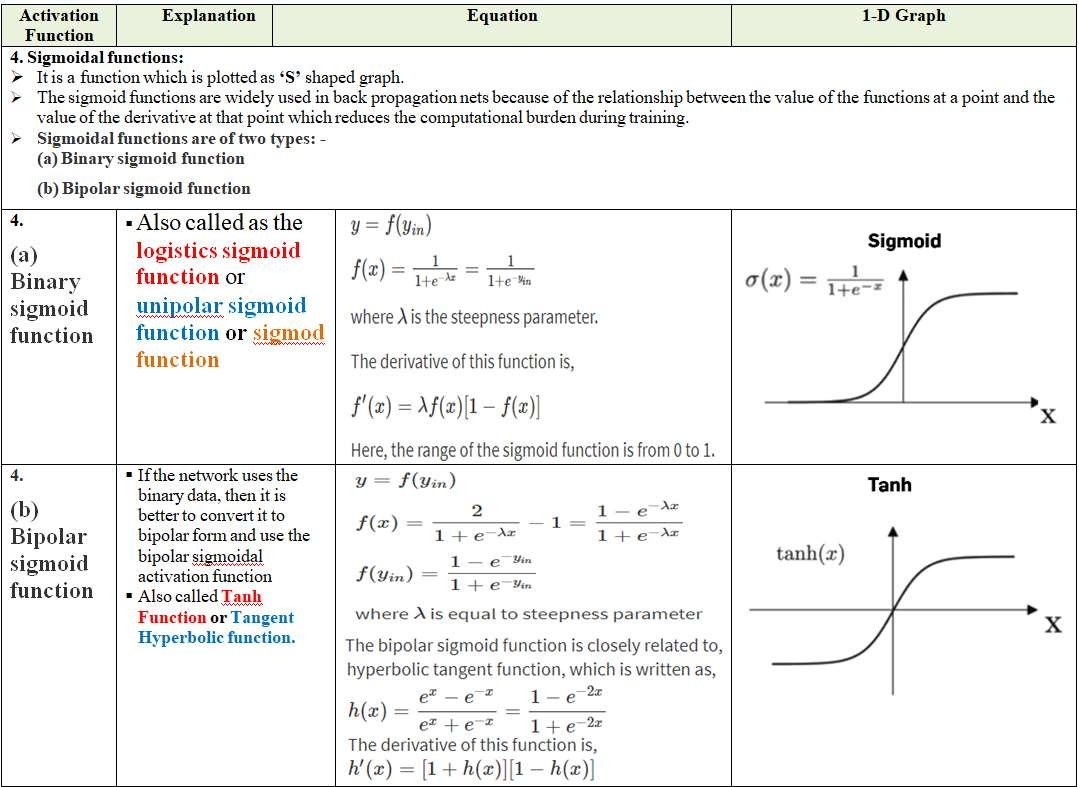 Activation Function
Explanation
Equation
1-D Graph
4. Sigmoidal functions:
➢ It is a function which is plotted as ‘S’ shaped graph.
➢ The sigmoid functions are widely used in back propagation nets because of the relationship between the value of the functions at a point and the
value of the derivative at that point which reduces the computational burden during training.
➢ Sigmoidal functions are of two types: -
(a) Binary sigmoid function
(b) Bipolar sigmoid function
4.
(a)
Binary
sigmoid
function
▪ Also called as the
logistics sigmoid
function or
unipolar sigmoid
function or sigmod
function
y = f(y_in)
f(x) = 1/(1+e^(-λx)) = 1/(1+e^(-y_in))
where λ is the steepness parameter.
The derivative of this function is,
f′(x) = λf(x)[1 − f(x)]
Here, the range of the sigmoid function is from 0 to 1.
Sigmoid
σ(x) = 1/(1+e^(-x))
X
4.
(b)
Bipolar
sigmoid
function
▪ If the network uses the
binary data, then it is
better to convert it to
bipolar form and use the
bipolar sigmoidal
activation function
▪ Also called Tanh
Function or Tangent
Hyperbolic function.
y = f(y_in)
f(x) = 2/(1 + e^(−λx)) − 1 = (1 − e^(−λx))/(1 + e^(−λx))
f(y_in) = (1 − e^(−y_in))/(1 + e^(−y_in))
where λ is equal to steepness parameter
The bipolar sigmoid function is closely related to,
hyperbolic tangent function, which is written as,
h(x) = (e^x − e^(−x))/(e^x + e^(−x)) = (1 − e^(−2x))/(1 + e^(−2x))
The derivative of this function is,
h′(x) = [1 + h(x)][1 − h(x)]
Tanh
tanh(x)
X